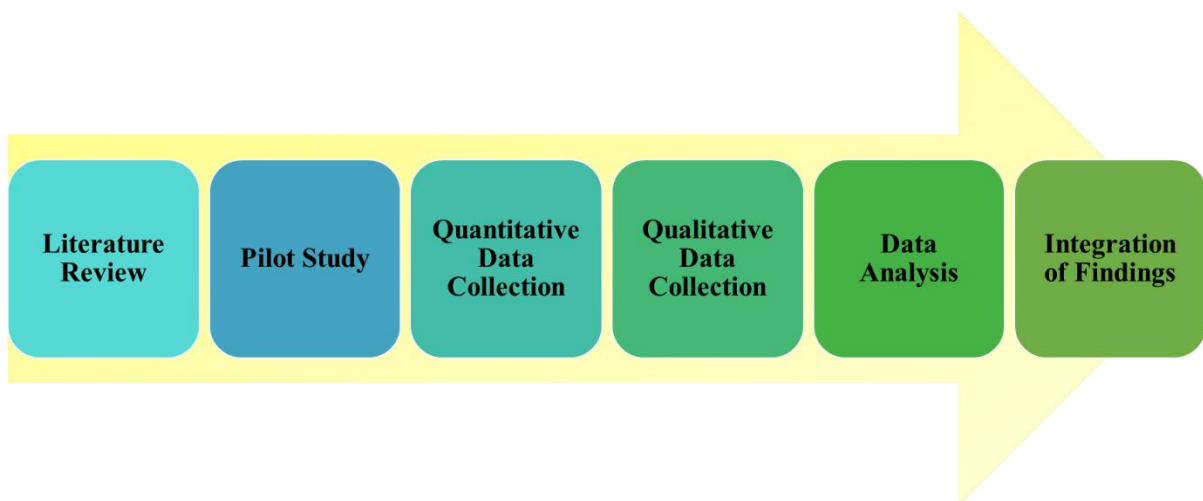 Literature
Review
Pilot Study
Quantitative
Data
Collection
Qualitative
Data
Collection
Data
Analysis
Integration
of Findings